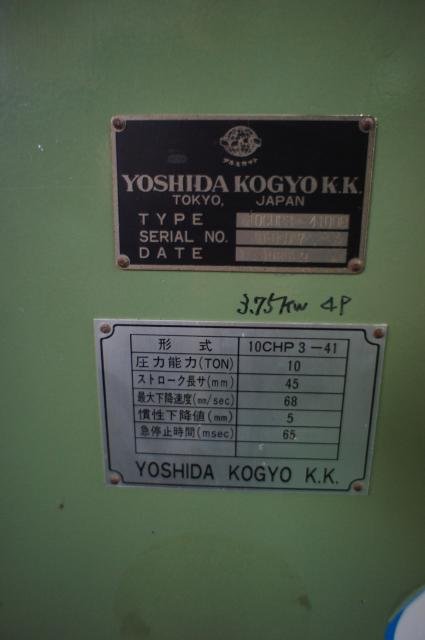 YOSHIDA KOGYO K.K.
TOKYO, JAPAN
TYPE
SERIAL NO.
DATE
3.75kw 4P
形式 10CHP3-41
圧力能力(TON) 10
ストローク長サ(mm) 45
最大下降速度(mm/sec) 68
慣性下降値(mm) 5
急停止時間(msec) 65
YOSHIDA KOGYO K.K.